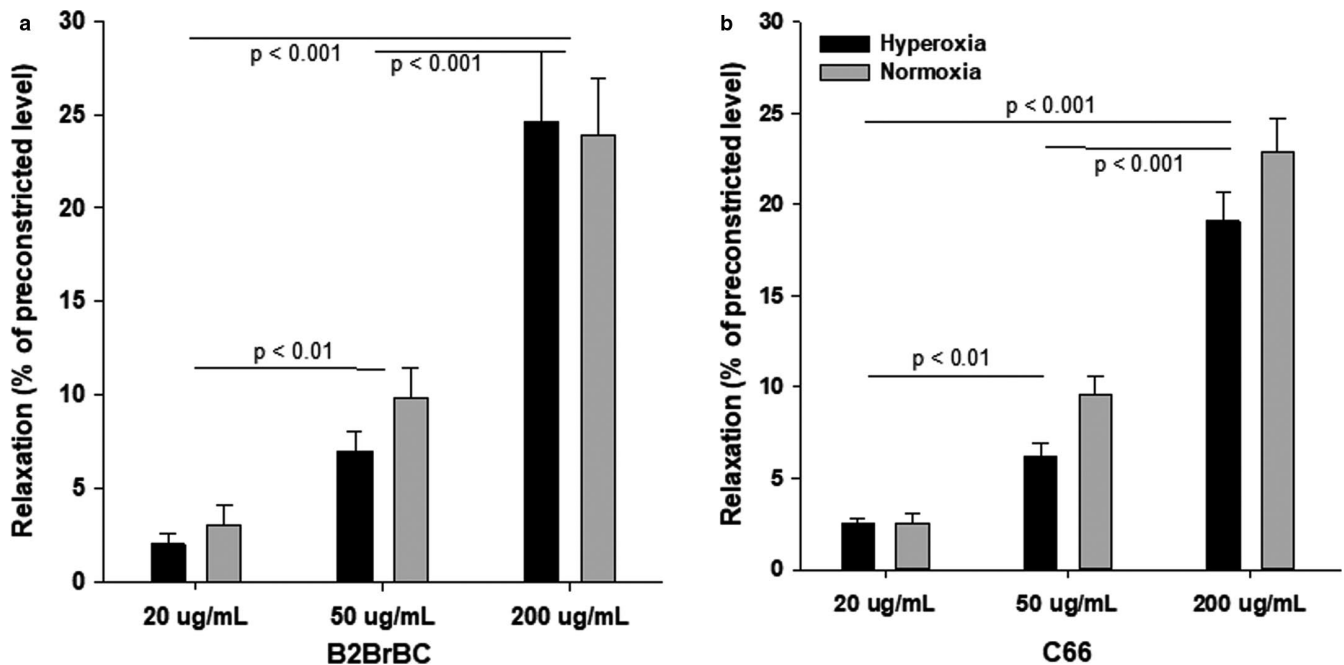 a
Relaxation (% of preconstricted level)
30
25
20
15
10
5
0
p < 0.001
p < 0.001
p < 0.01
20 ug/mL 50 ug/mL 200 ug/mL
B2BrBC
b
Relaxation (% of preconstricted level)
30
25
20
15
10
5
0
Hyperoxia
Normoxia
p < 0.001
p < 0.001
p < 0.01
20 ug/mL 50 ug/mL 200 ug/mL
C66